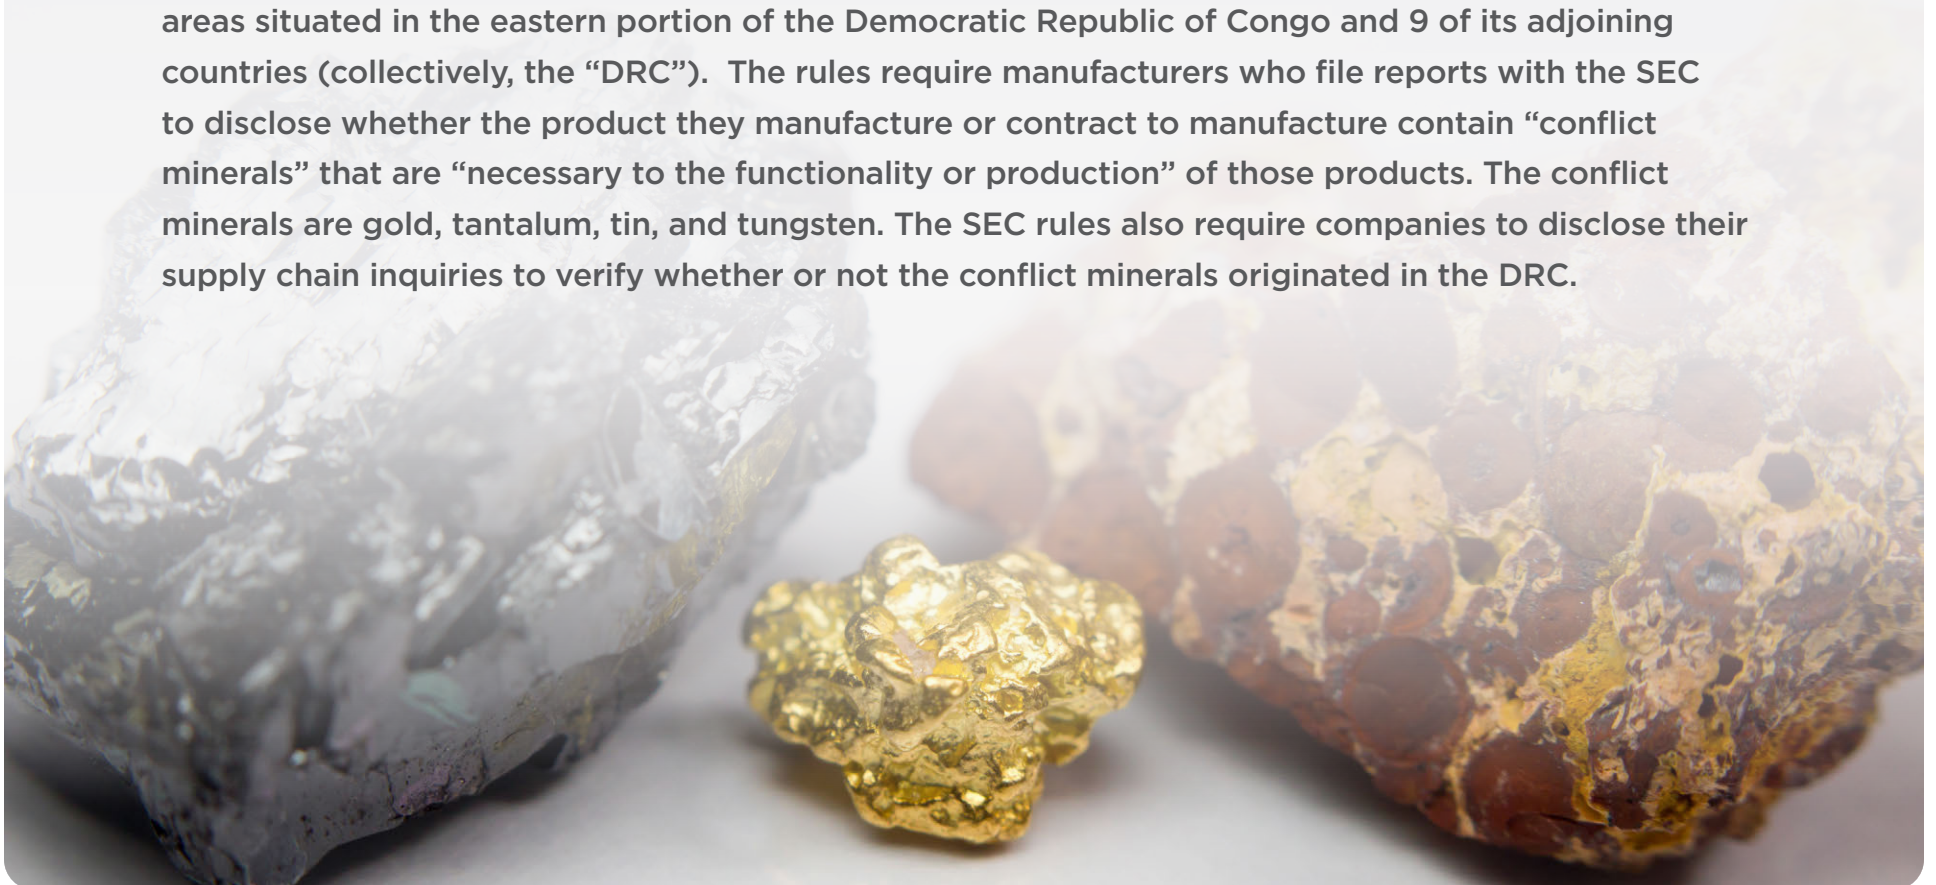 areas situated in the eastern portion of the Democratic Republic of Congo and 9 of its adjoining
countries (collectively, the “DRC”).  The rules require manufacturers who file reports with the SEC
to disclose whether the product they manufacture or contract to manufacture contain “conflict
minerals” that are “necessary to the functionality or production” of those products. The conflict
minerals are gold, tantalum, tin, and tungsten. The SEC rules also require companies to disclose their
supply chain inquiries to verify whether or not the conflict minerals originated in the DRC.